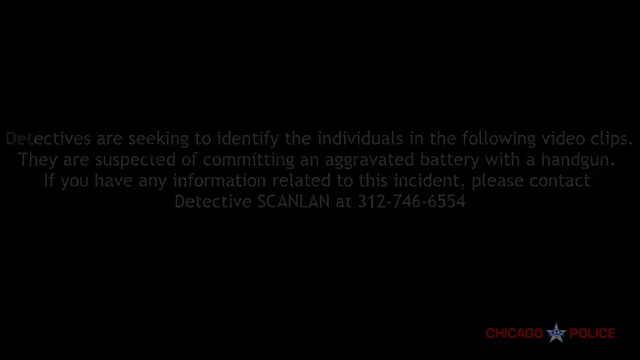 Detectives are seeking to identify the individuals in the following video clips.
They are suspected of committing an aggravated battery with a handgun.
If you have any information related to this incident, please contact
Detective SCANLAN at 312-746-6554
CHICAGO POLICE